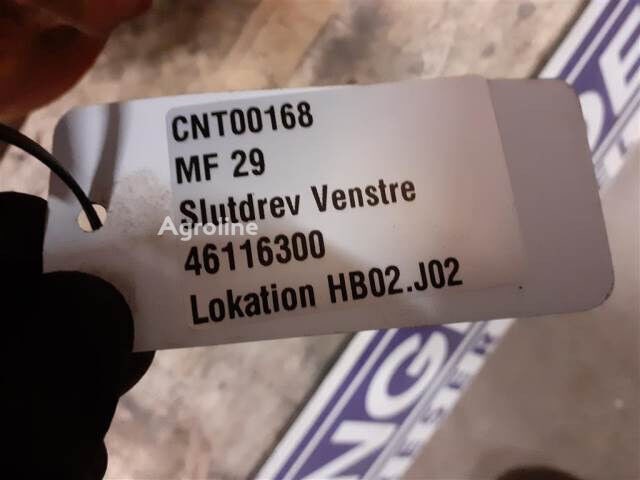 CNT00168
MF 29
Slutdrev Venstre
Agroline
46116300
Lokation HB02.J02